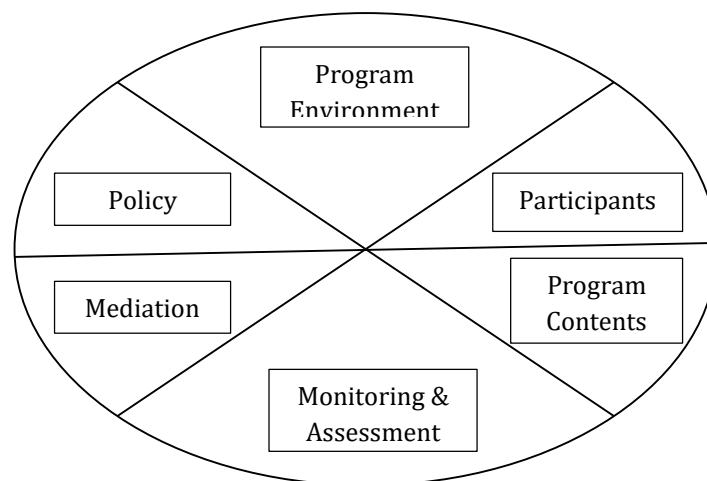 Program
Environment
Policy
Participants
Mediation
Program
Contents
Monitoring &
Assessment